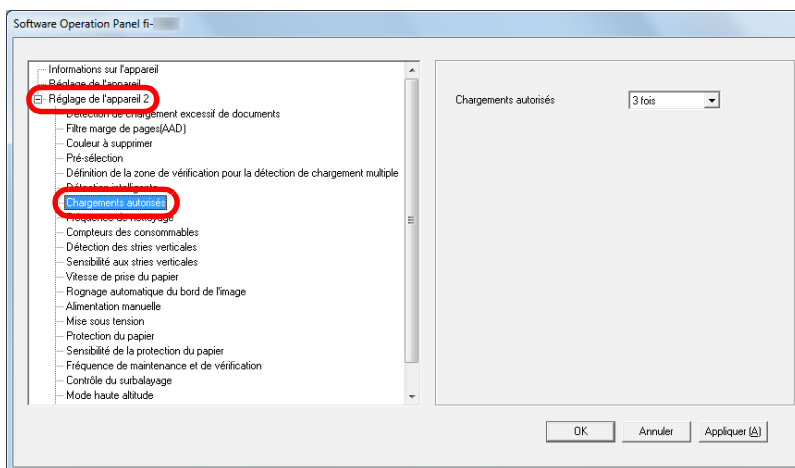 Software Operation Panel fi-
Informations sur l'appareil
Réglage de l'appareil
Réglage de l'appareil 2
Détection de chargement excessif de documents
Filtre marge de pages(AAD)
Couleur à supprimer
Pré-sélection
Définition de la zone de vérification pour la détection de chargement multiple
Détection intelligente
Chargements autorisés
Fréquence de nettoyage
Compteurs des consommables
Détection des stries verticales
Sensibilité aux stries verticales
Vitesse de prise du papier
Rognage automatique du bord de l'image
Alimentation manuelle
Mise sous tension
Protection du papier
Sensibilité de la protection du papier
Fréquence de maintenance et de vérification
Contrôle du surbalayage
Mode haute altitude
Chargements autorisés 3 fois
OK Annuler Appliquer (A)